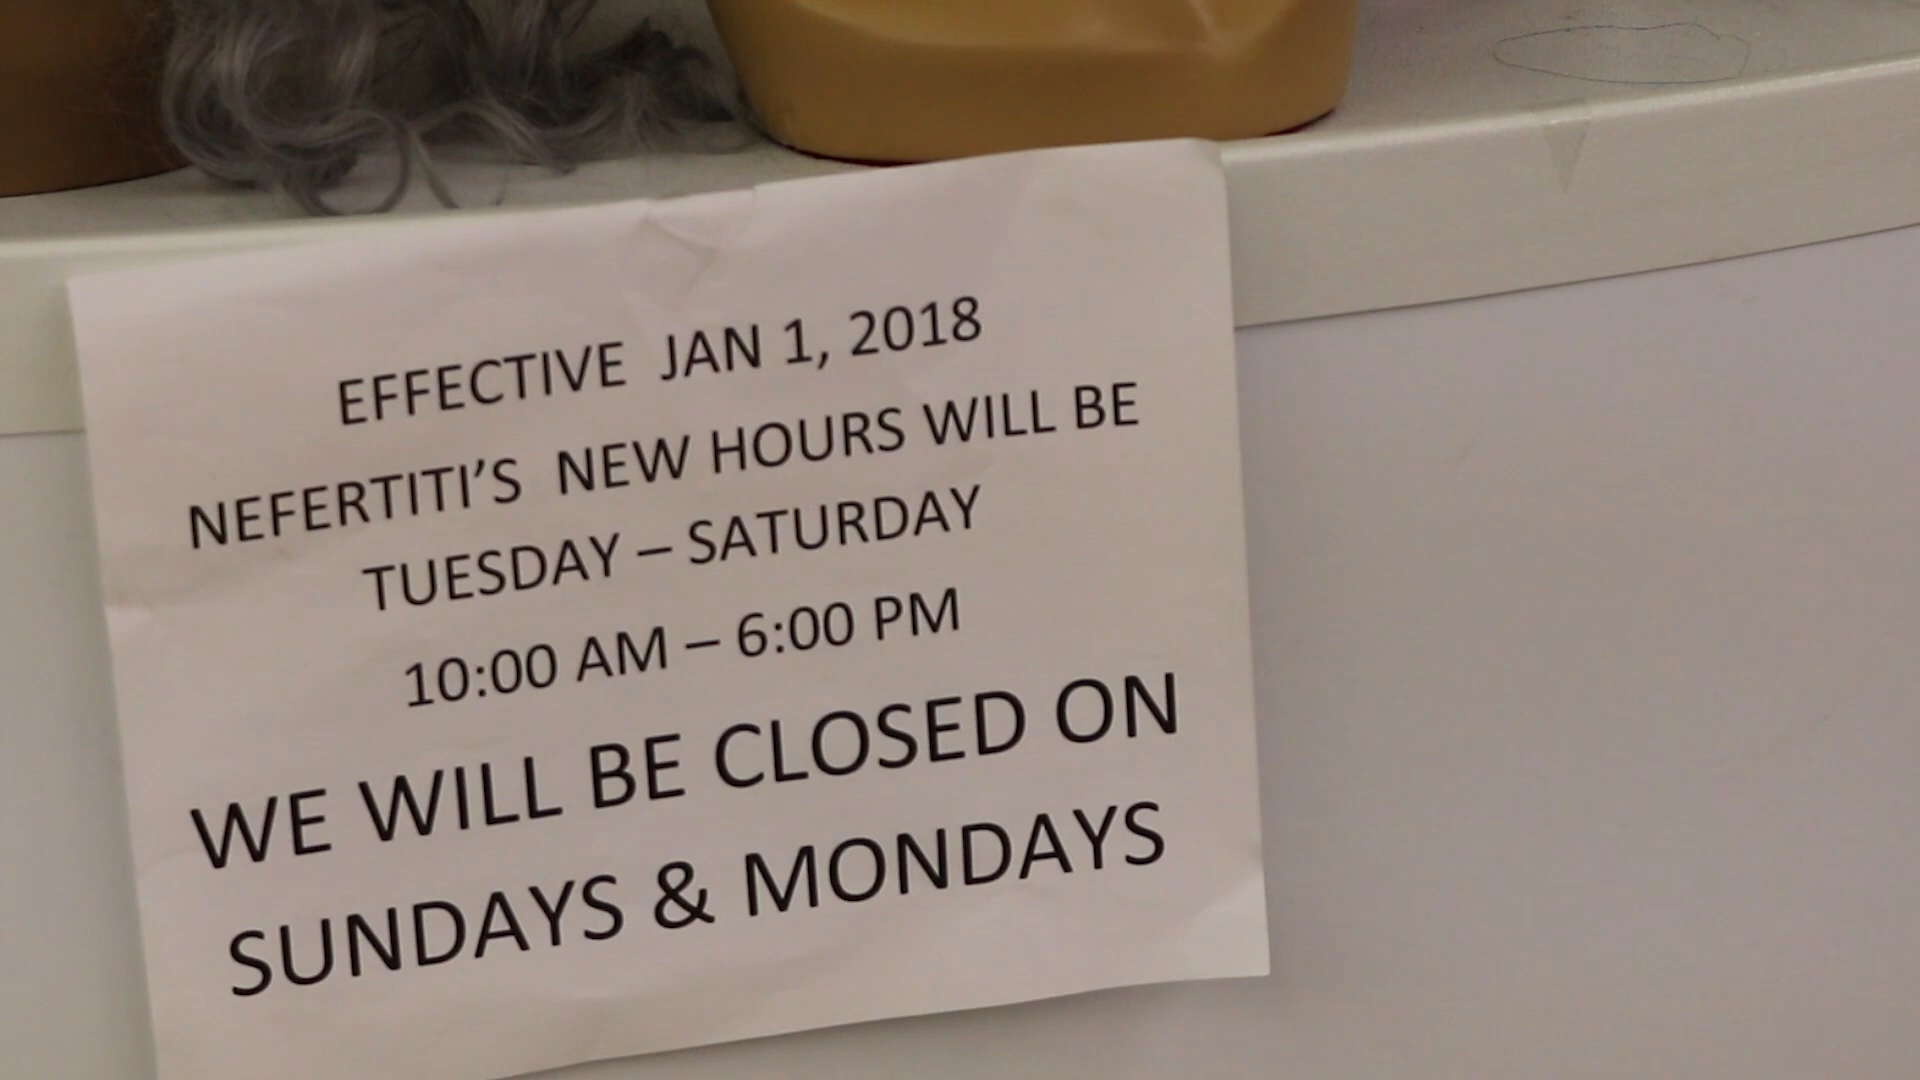 EFFECTIVE JAN 1, 2018
NEFERTITI'S NEW HOURS WILL BE
TUESDAY – SATURDAY
10:00 AM – 6:00 PM
WE WILL BE CLOSED ON
SUNDAYS & MONDAYS